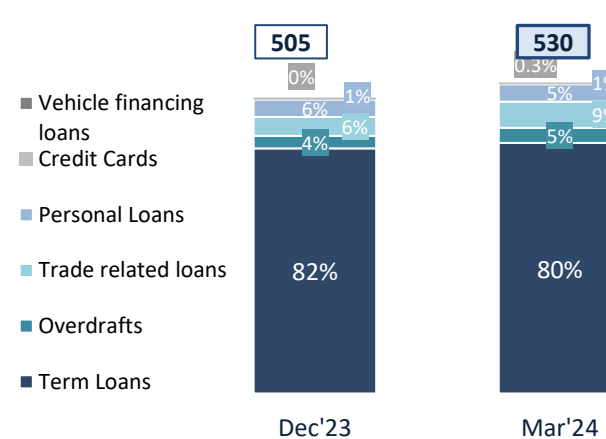 505
530
0%
0.3%
1%
1%
6%
5%
6%
9%
4%
5%
82%
80%
Vehicle financing
loans
Credit Cards
Personal Loans
Trade related loans
Overdrafts
Term Loans
Dec'23
Mar'24